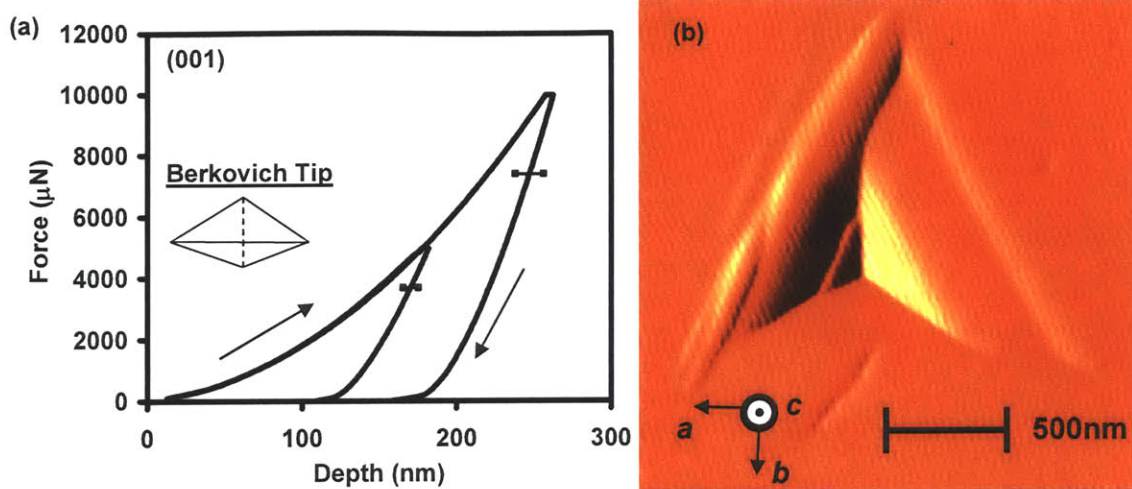 (a)
12000
10000
8000
6000
4000
2000
0
Force (µN)
(001)
Berkovich Tip
0
100
200
300
Depth (nm)
(b)
a
c
b
500nm